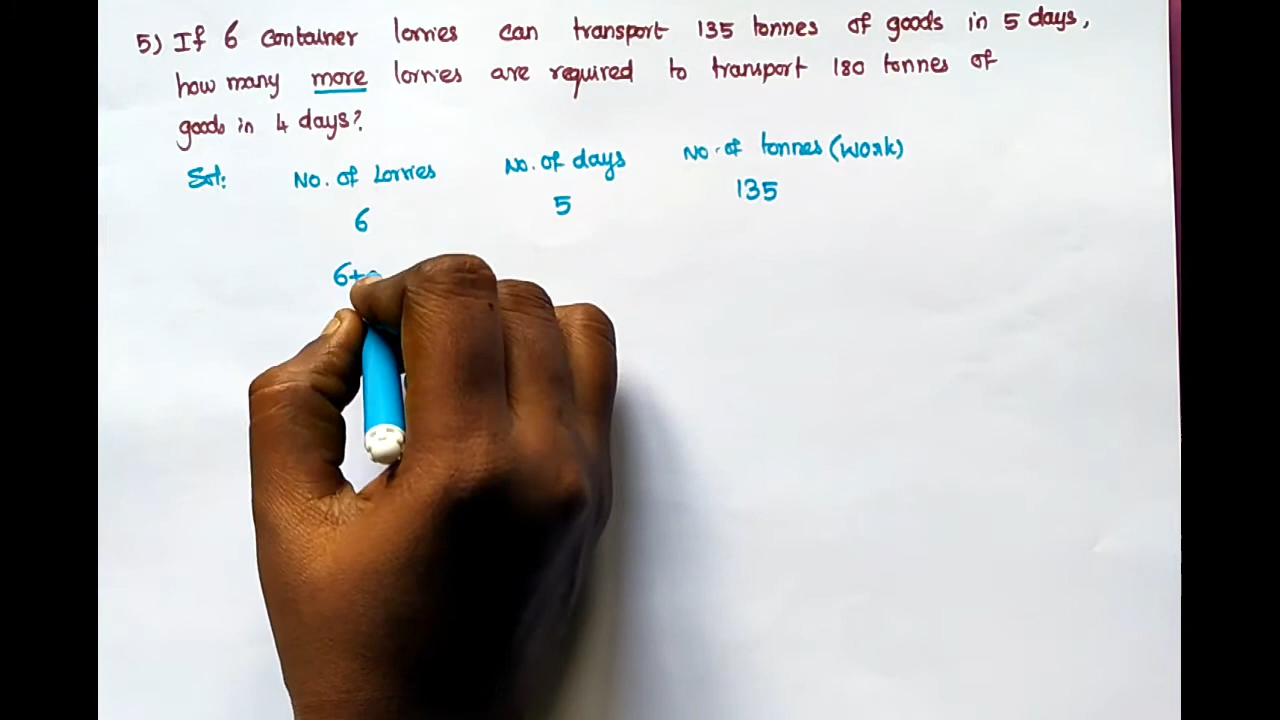 5) If 6 container lorries can transport 135 tonnes of goods in 5 days,
how many more lorries are required to transport 180 tonnes of
goods in 4 days?
Sol: No. of Lorries No. of days No. of tonnes (work)
6 5 135
6+